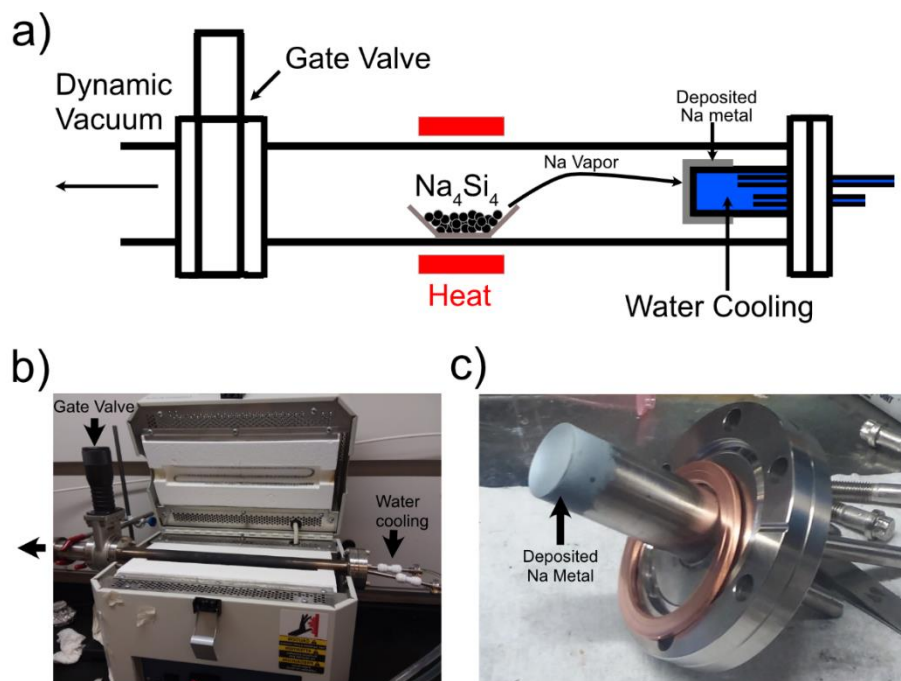 a)
Gate Valve
Dynamic
Vacuum
Deposited
Na metal
Na Vapor
Na₄Si₄
Heat
Water Cooling
b)
Gate Valve
Water
cooling
c)
Deposited
Na Metal